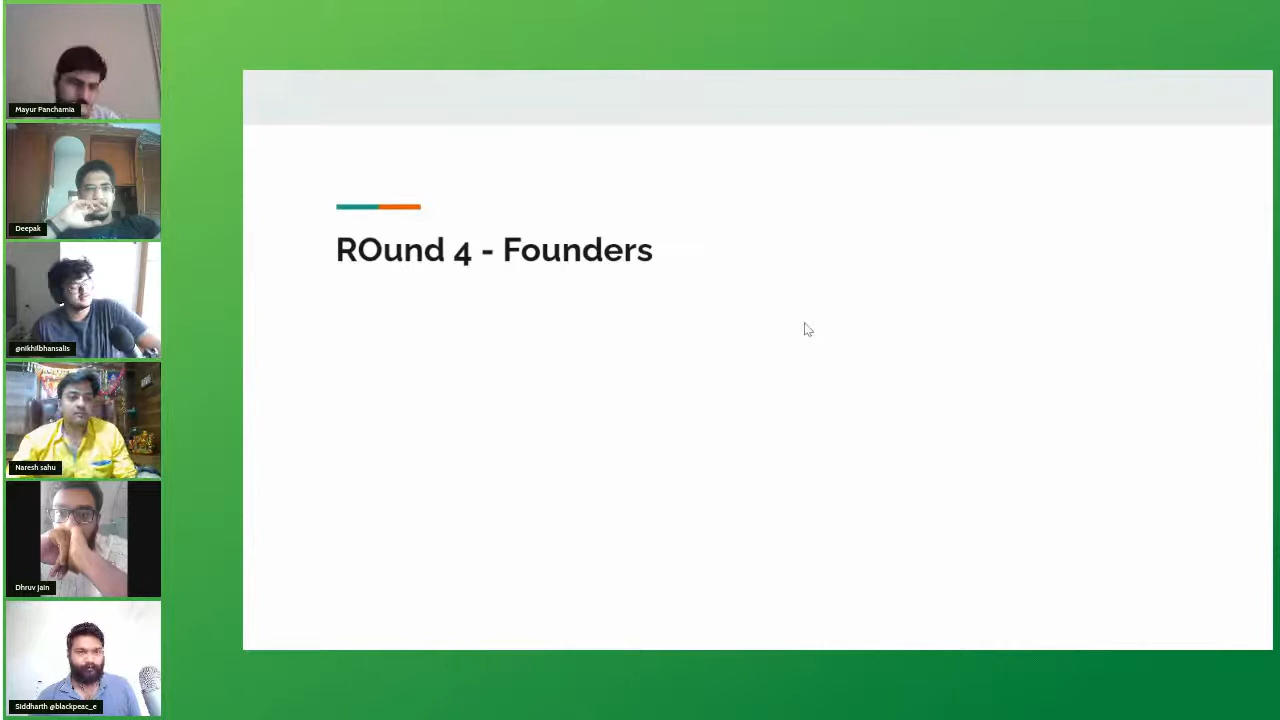 Mayur Panchamia
Deepak
@nikhilbhansalis
Naresh sahu
Dhruv jain
Siddharth @blackpeac_e
ROund 4 - Founders